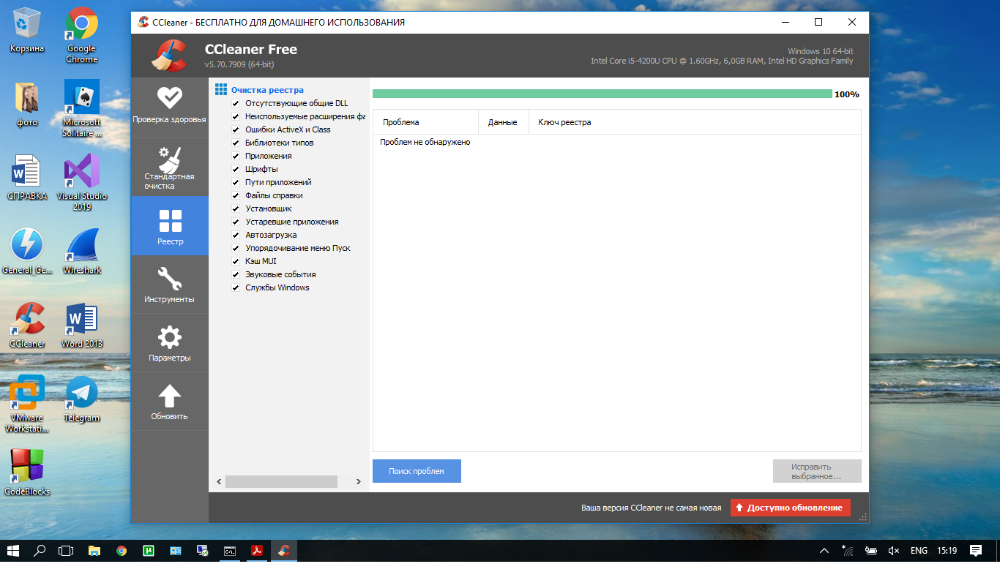 Корзина
Google
Chrome
фото
Microsoft
Solitaire ...
СПРАВКА
Visual Studio
2019
General_Ge...
Wireshark
CCleaner
Word 2013
VMware
Workstati...
Telegram
CodeBlocks
CCleaner - БЕСПЛАТНО ДЛЯ ДОМАШНЕГО ИСПОЛЬЗОВАНИЯ
CCleaner Free
v5.70.7909 (64-bit)
Windows 10 64-bit
Intel Core i5-4200U CPU @ 1.60GHz, 6,0GB RAM, Intel HD Graphics Family
Проверка здоровья
Стандартная
очистка
Реестр
Инструменты
Параметры
Обновить
Очистка реестра
Отсутствующие общие DLL
Неиспользуемые расширения фа
Ошибки ActiveX и Class
Библиотеки типов
Приложения
Шрифты
Пути приложений
Файлы справки
Установщик
Устаревшие приложения
Автозагрузка
Упорядочивание меню Пуск
Кэш MUI
Звуковые события
Службы Windows
100%
Проблема Данные Ключ реестра
Проблем не обнаружено
Поиск проблем
Исправить
выбранное...
Ваша версия CCleaner не самая новая
Доступно обновление
ENG 15:19